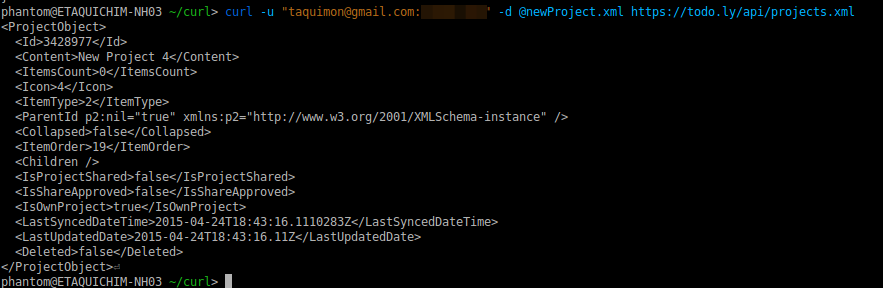 phantom@ETAQUICHIM-NH03 ~/curl> curl -u "taquimon@gmail.com: " -d @newProject.xml https://todo.ly/api/projects.xml
<ProjectObject>
  <Id>3428977</Id>
  <Content>New Project 4</Content>
  <ItemsCount>0</ItemsCount>
  <Icon>4</Icon>
  <ItemType>2</ItemType>
  <ParentId p2:nil="true" xmlns:p2="http://www.w3.org/2001/XMLSchema-instance" />
  <Collapsed>false</Collapsed>
  <ItemOrder>19</ItemOrder>
  <Children />
  <IsProjectShared>false</IsProjectShared>
  <IsShareApproved>false</IsShareApproved>
  <IsOwnProject>true</IsOwnProject>
  <LastSyncedDateTime>2015-04-24T18:43:16.1110283Z</LastSyncedDateTime>
  <LastUpdatedDate>2015-04-24T18:43:16.11Z</LastUpdatedDate>
  <Deleted>false</Deleted>
</ProjectObject>⏎
phantom@ETAQUICHIM-NH03 ~/curl>